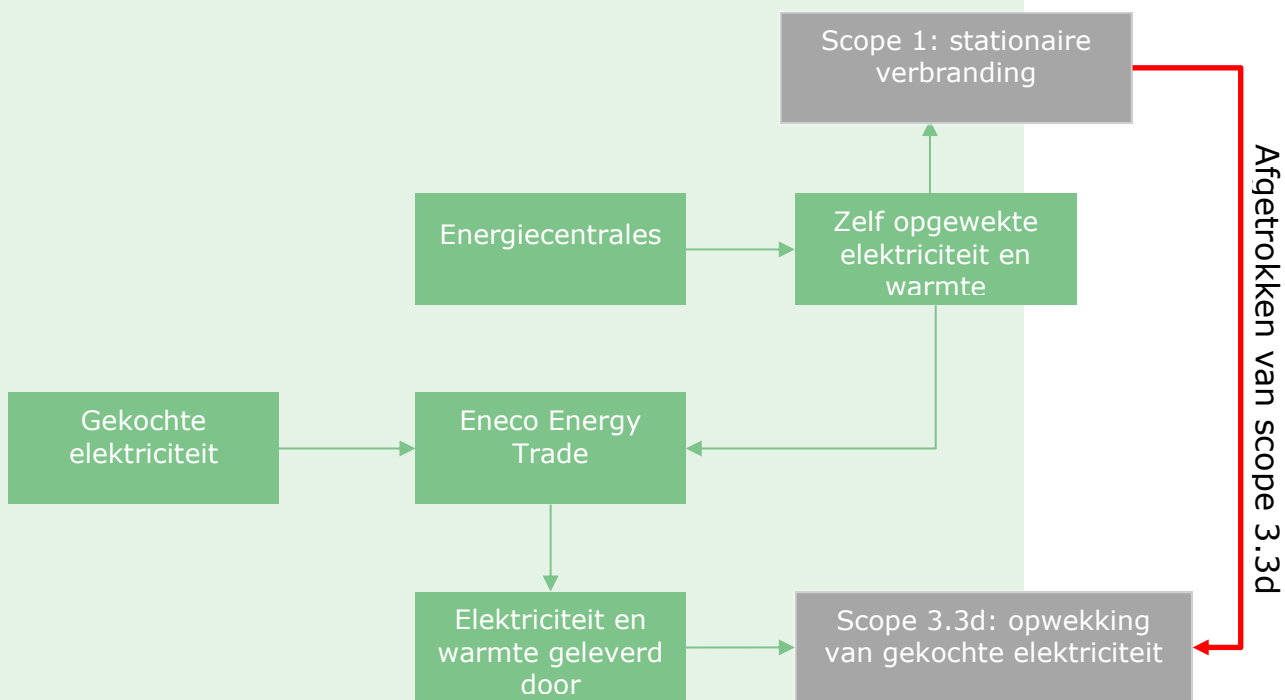 Scope 1: stationaire
verbranding
Energiecentrales
Zelf opgewekte
elektriciteit en
warmte
Afgetrokken van scope 3.3d
Gekochte
elektriciteit
Eneco Energy
Trade
Elektriciteit en
warmte geleverd
door
Scope 3.3d: opwekking
van gekochte elektriciteit